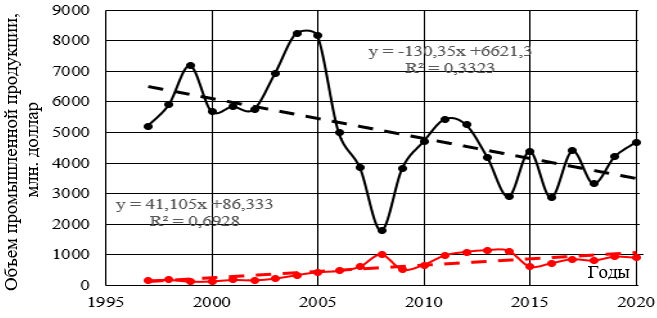 Объем промышленной продукции,
млн. доллар
9000
8000
7000
6000
5000
4000
3000
2000
1000
0
y = -130,35x +6621,3
R² = 0,3323
y = 41,105x +86,333
R² = 0,6928
Годы
1995
2000
2005
2010
2015
2020